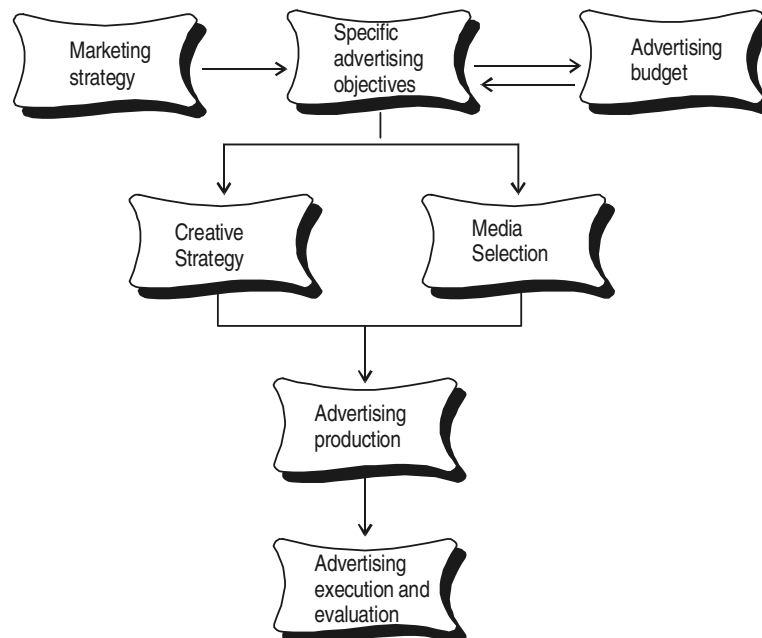 Marketing
strategy
Specific
advertising
objectives
Advertising
budget
Creative
Strategy
Media
Selection
Advertising
production
Advertising
execution and
evaluation